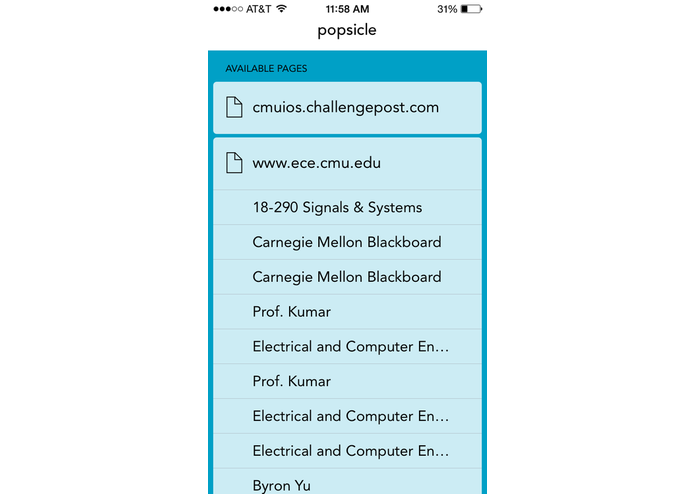 AT&T 11:58 AM 31%
popsicle
AVAILABLE PAGES
cmuios.challengepost.com
www.ece.cmu.edu
18-290 Signals & Systems
Carnegie Mellon Blackboard
Carnegie Mellon Blackboard
Prof. Kumar
Electrical and Computer En…
Prof. Kumar
Electrical and Computer En…
Electrical and Computer En…
Byron Yu